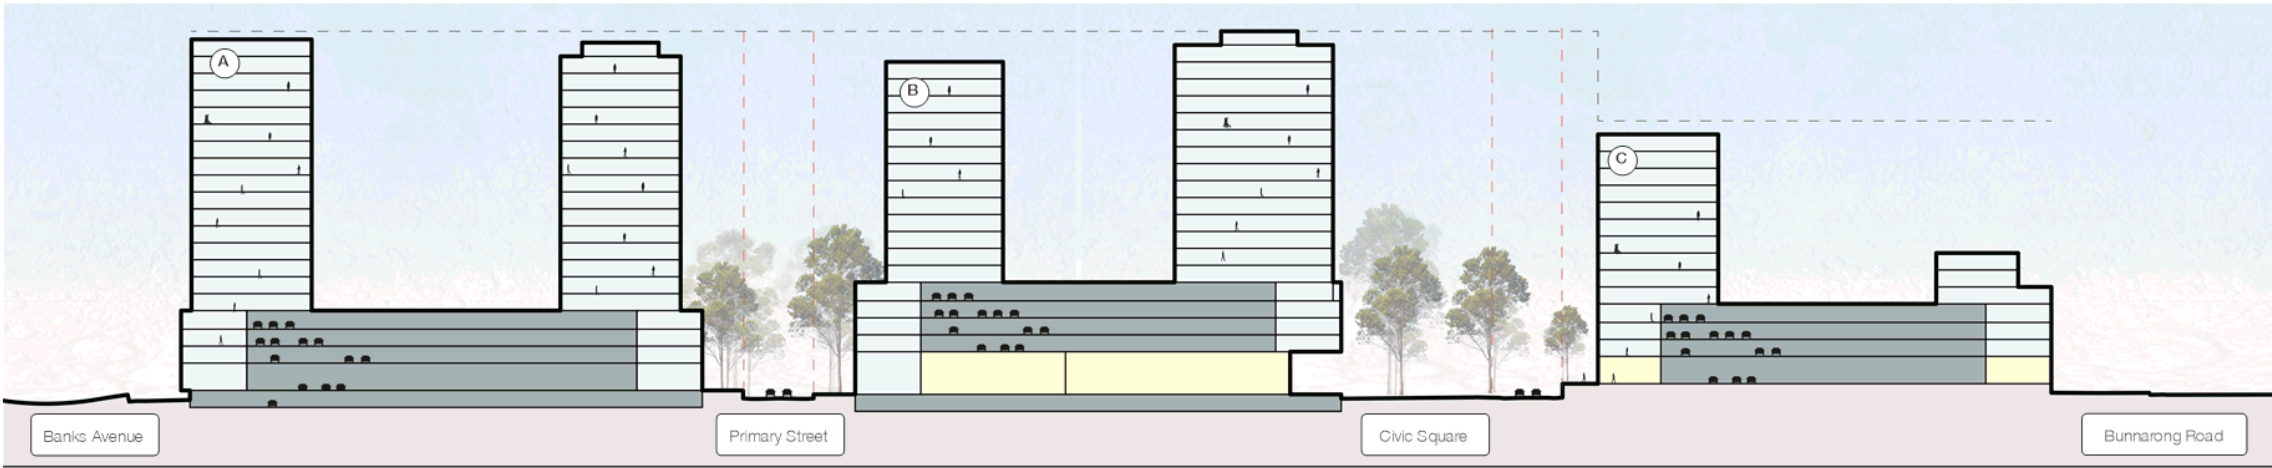 A
B
C
Banks Avenue
Primary Street
Civic Square
Bunnarong Road